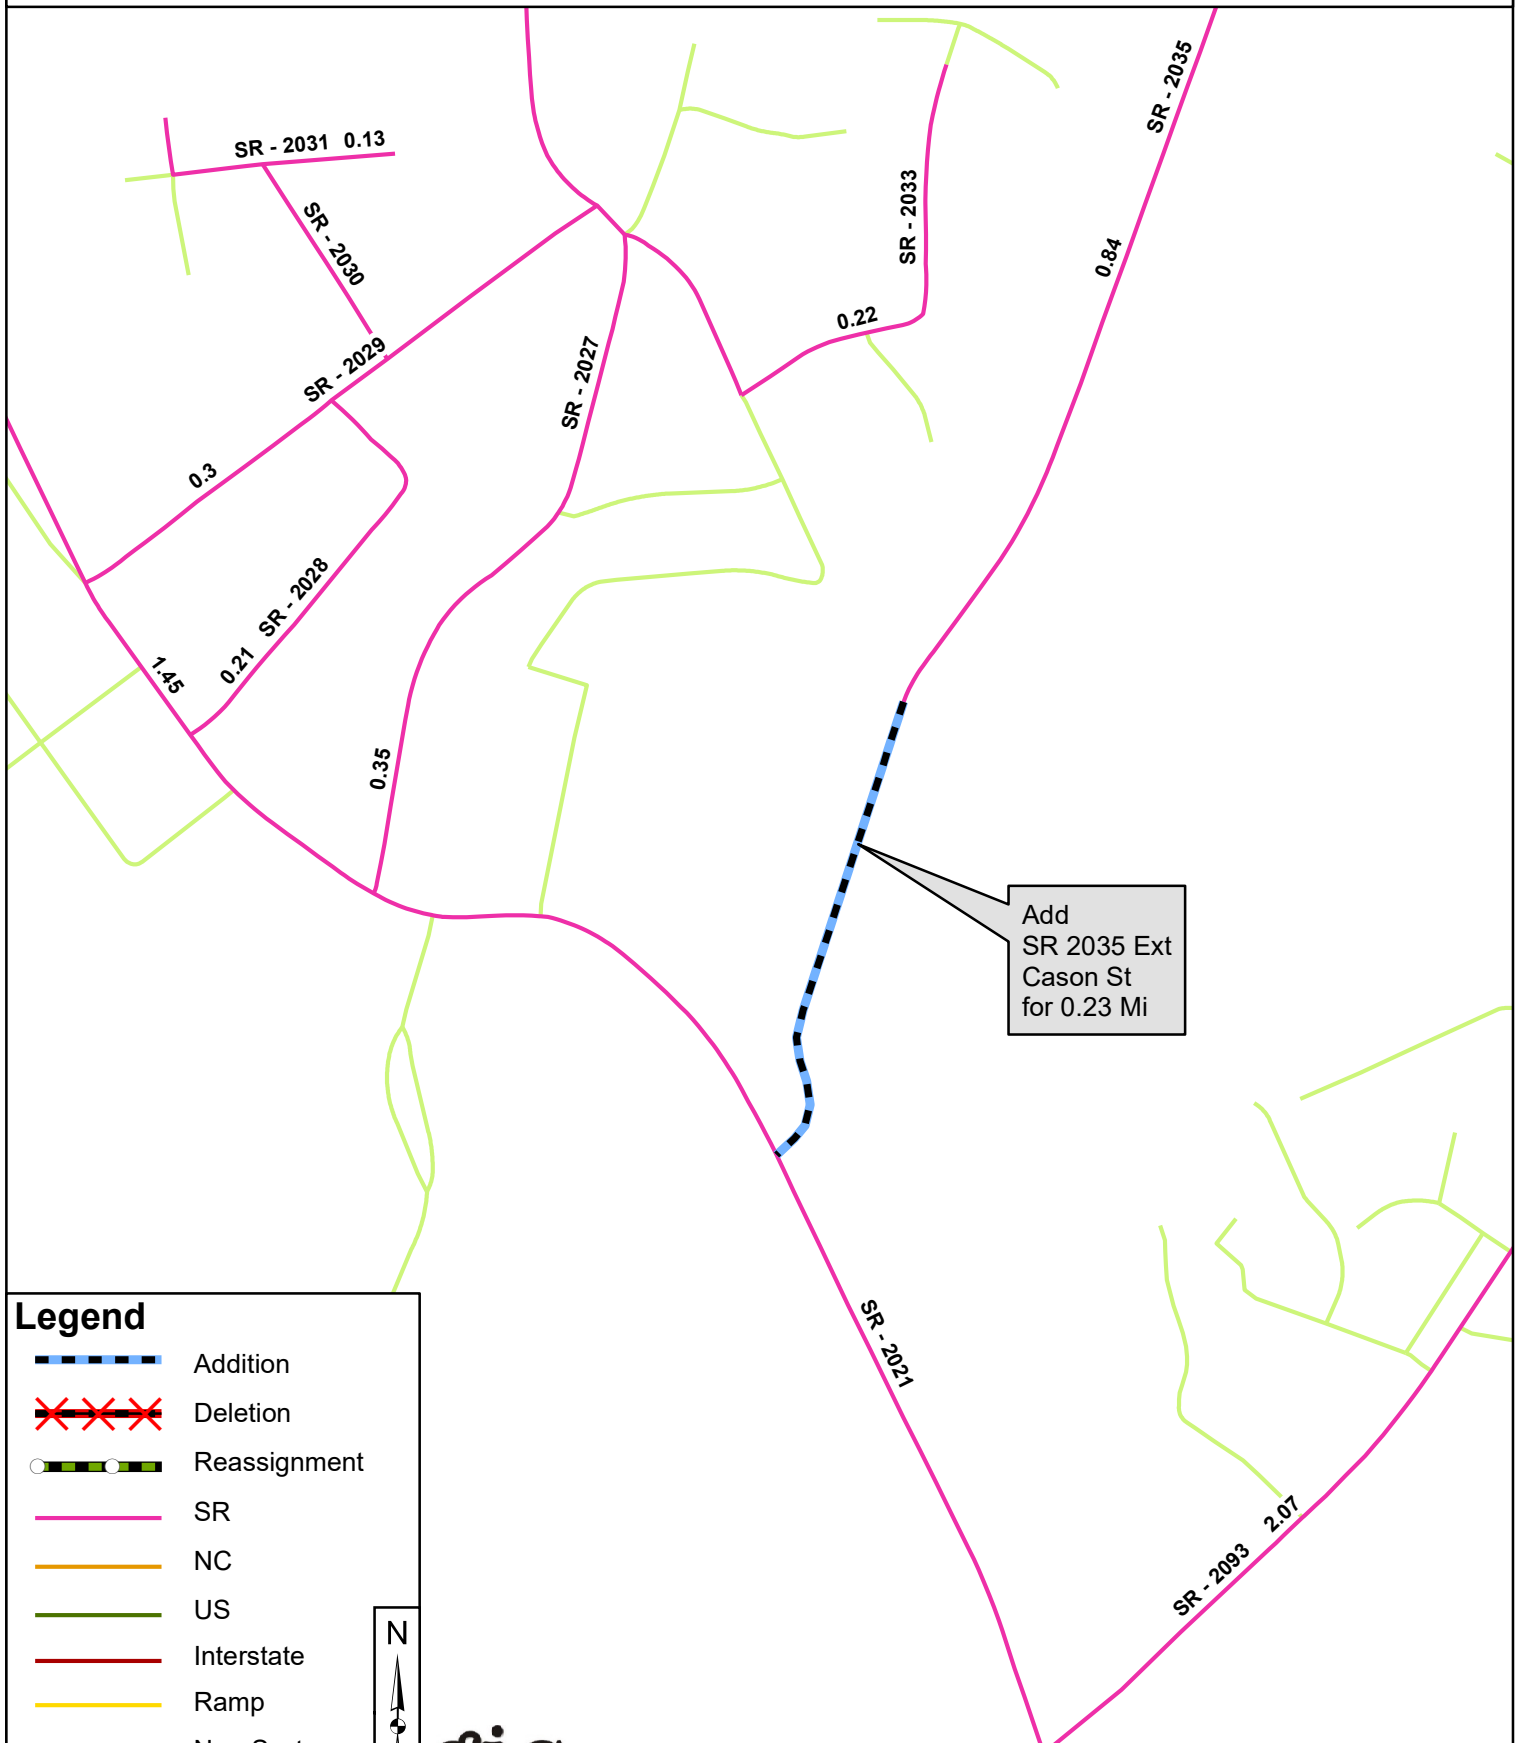 SR - 2035
SR - 2031 0.13
SR - 2033
SR - 2030
0.84
0.22
SR - 2029
SR - 2027
0.3
SR - 2028
0.21
1.45
0.35
Add
SR 2035 Ext
Cason St
for 0.23 Mi
SR - 2021
2.07
SR - 2093
Legend
Addition
Deletion
Reassignment
SR
NC
US
Interstate
Ramp
N